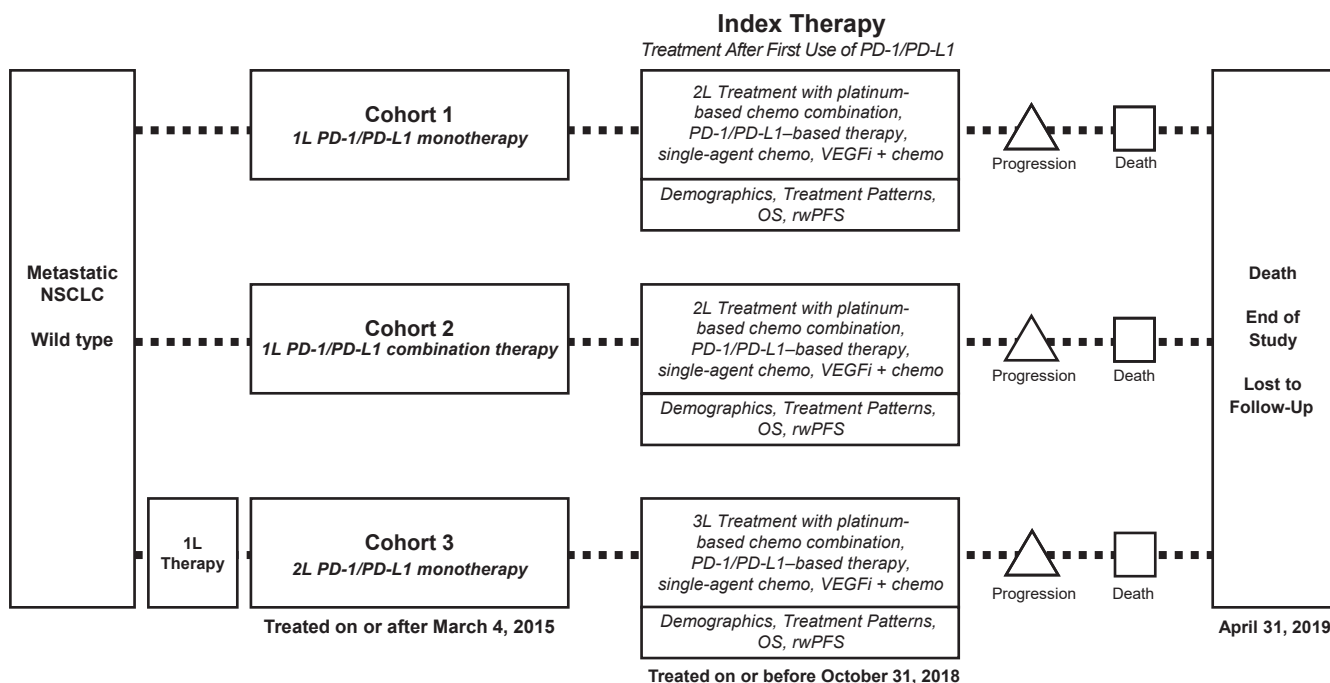 Index Therapy
Treatment After First Use of PD-1/PD-L1
Metastatic
NSCLC
Wild type
Cohort 1
1L PD-1/PD-L1 monotherapy
2L Treatment with platinum-
based chemo combination,
PD-1/PD-L1–based therapy,
single-agent chemo, VEGFi + chemo
Demographics, Treatment Patterns,
OS, rwPFS
Progression
Death
Cohort 2
1L PD-1/PD-L1 combination therapy
2L Treatment with platinum-
based chemo combination,
PD-1/PD-L1–based therapy,
single-agent chemo, VEGFi + chemo
Demographics, Treatment Patterns,
OS, rwPFS
Progression
Death
1L
Therapy
Cohort 3
2L PD-1/PD-L1 monotherapy
3L Treatment with platinum-
based chemo combination,
PD-1/PD-L1–based therapy,
single-agent chemo, VEGFi + chemo
Demographics, Treatment Patterns,
OS, rwPFS
Progression
Death
Death
End of
Study
Lost to
Follow-Up
Treated on or after March 4, 2015
Treated on or before October 31, 2018
April 31, 2019